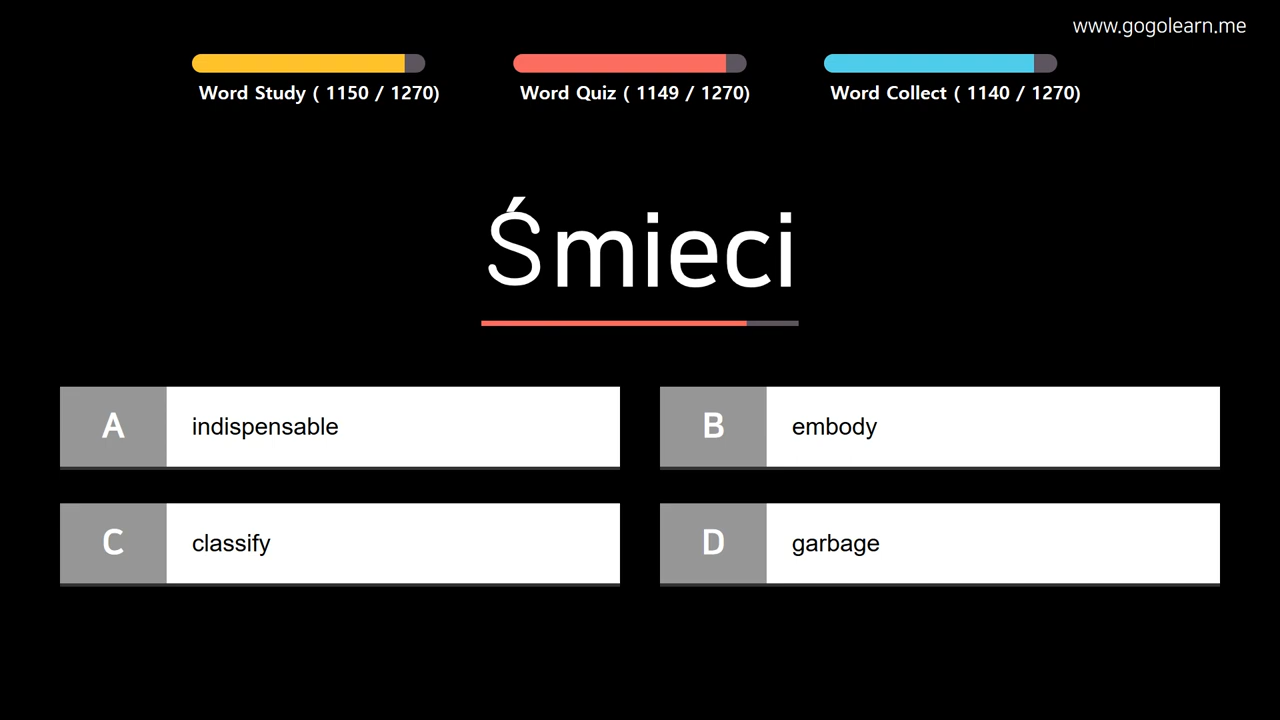 www.gogolearn.me
Word Study ( 1150 / 1270)
Word Quiz ( 1149 / 1270)
Word Collect ( 1140 / 1270)
Śmieci
A indispensable
B embody
C classify
D garbage